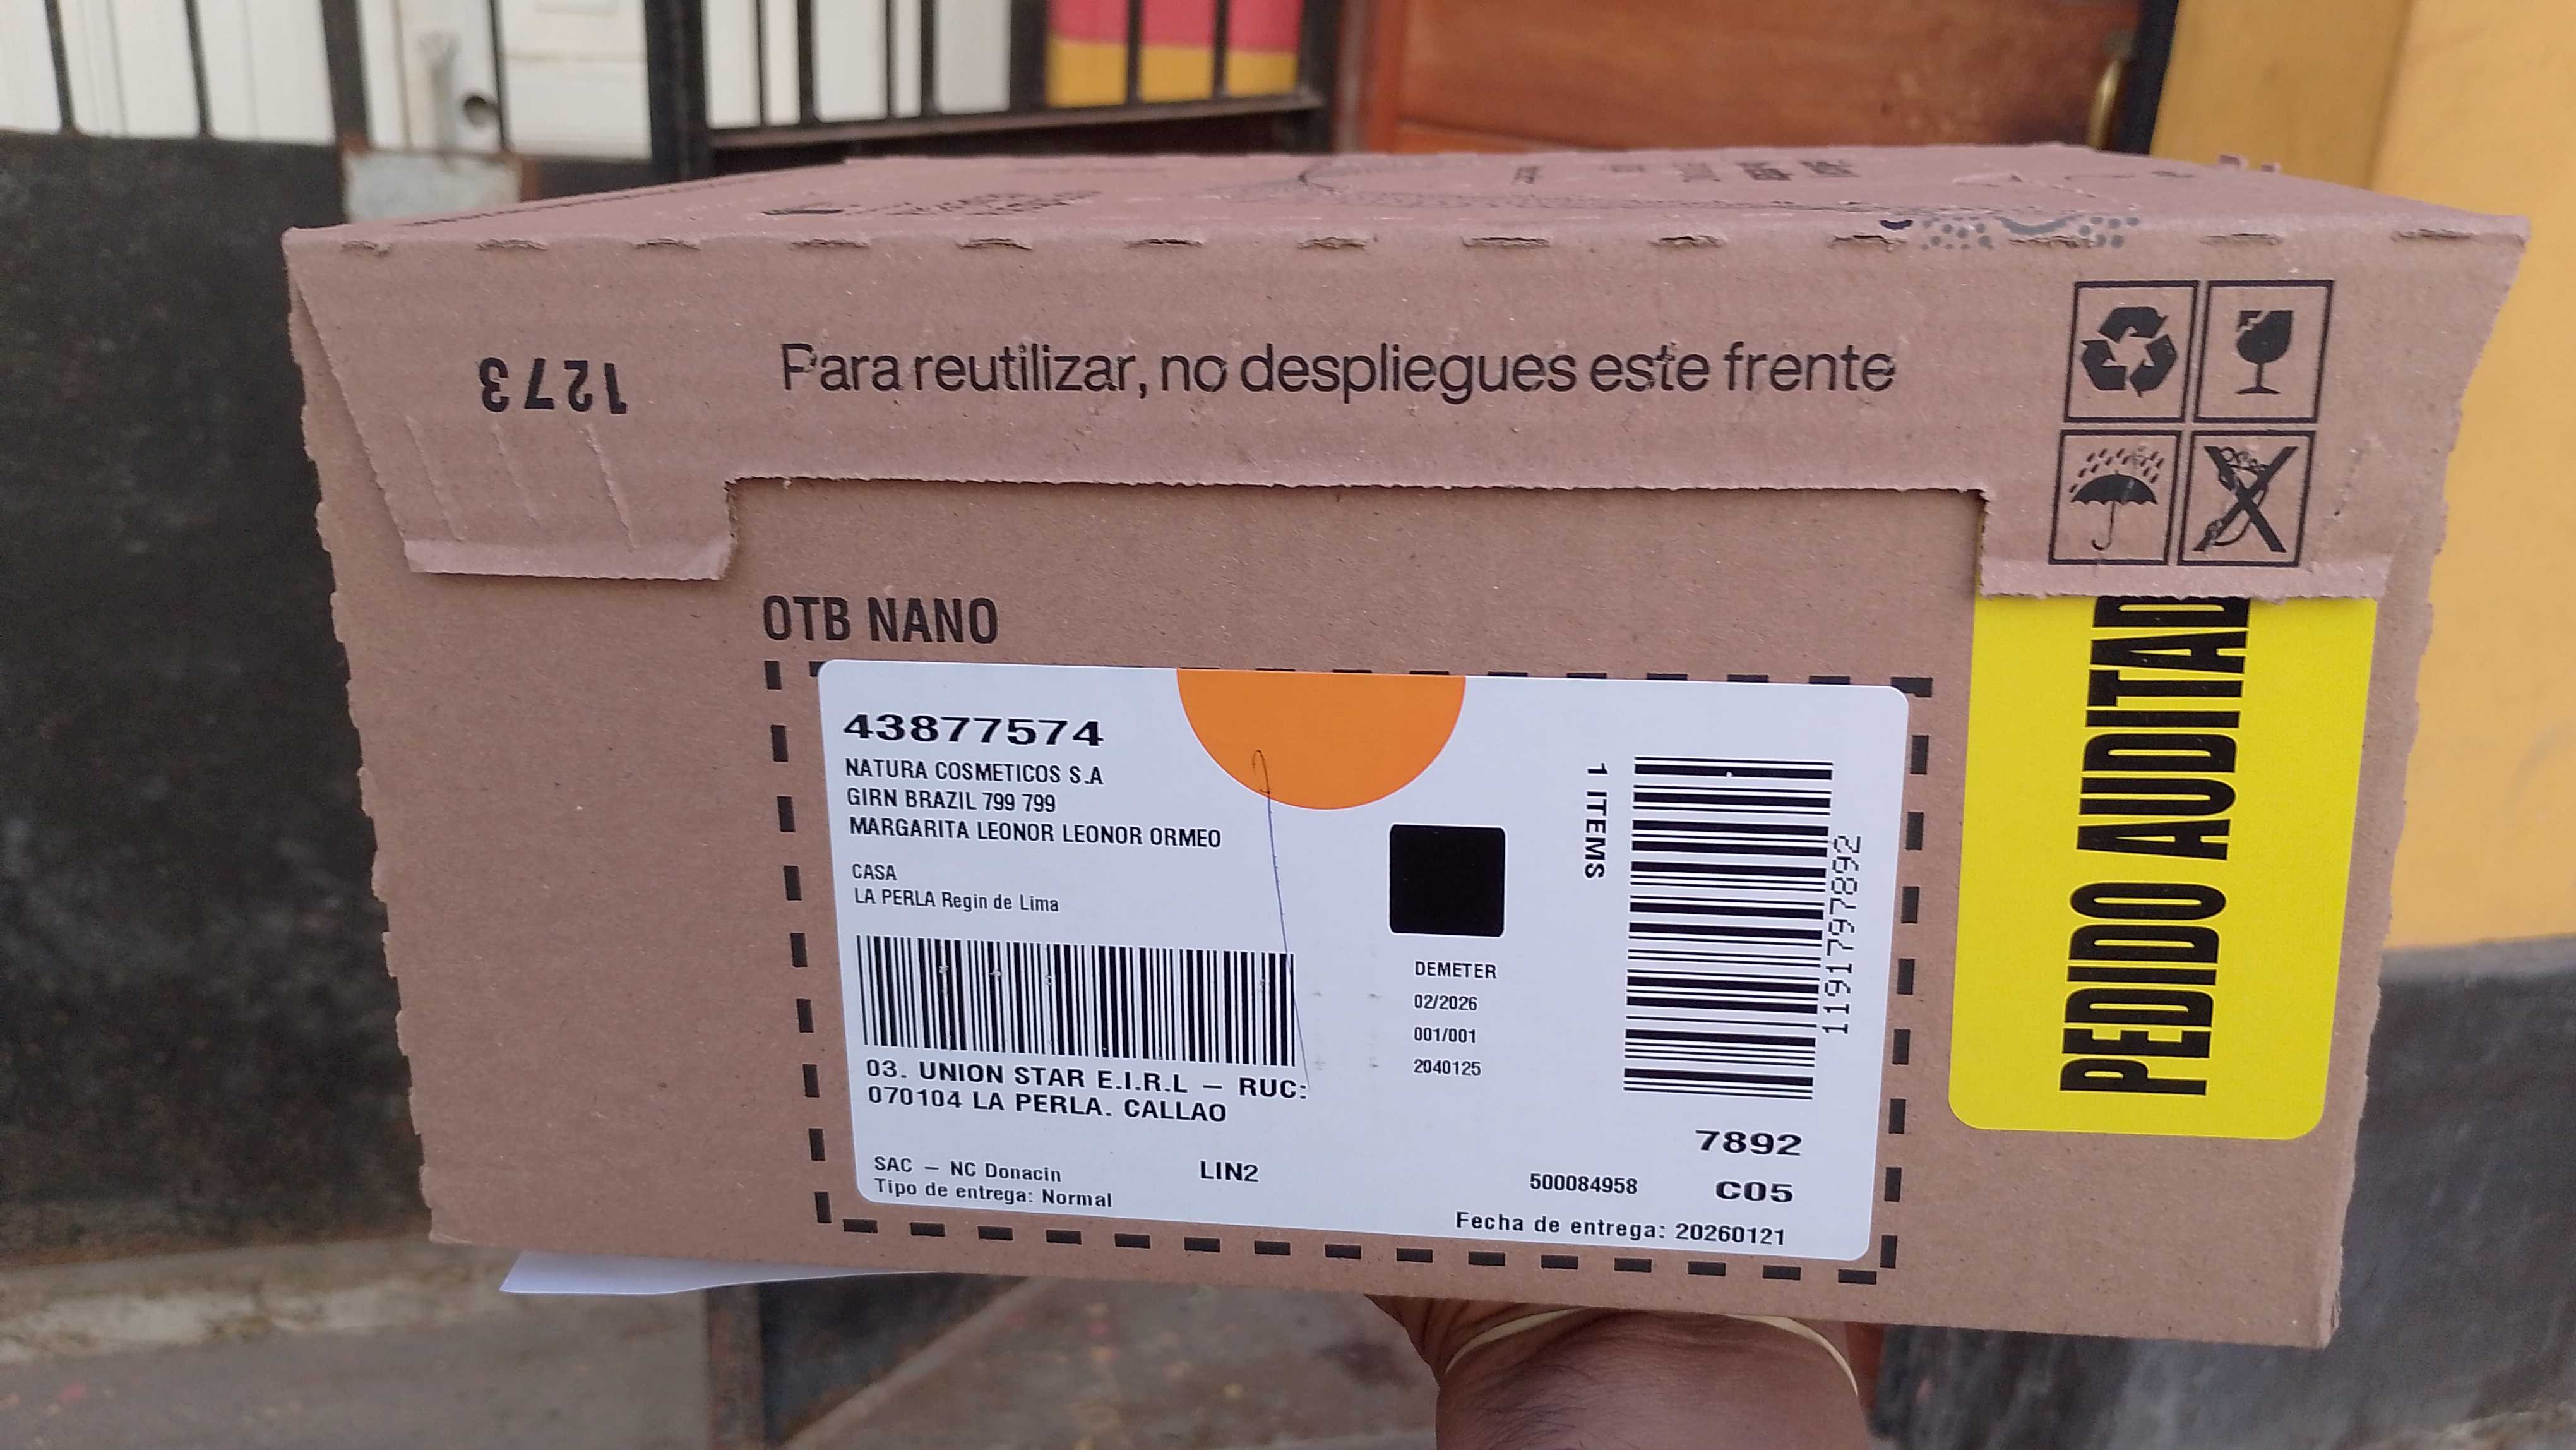 1273
Para reutilizar, no despliegues este frente
OTB NANO
43877574
NATURA COSMETICOS S.A
GIRN BRAZIL 799 799
MARGARITA LEONOR LEONOR ORMEO
CASA
LA PERLA Regin de Lima
03. UNION STAR E.I.R.L – RUC:
070104 LA PERLA. CALLAO
SAC – NC Donacin
Tipo de entrega: Normal
LIN2
DEMETER
02/2026
001/001
2040125
1 ITEMS
119179797892
7892
500084958
C05
Fecha de entrega: 20260121
PEDIDO AUDITAD